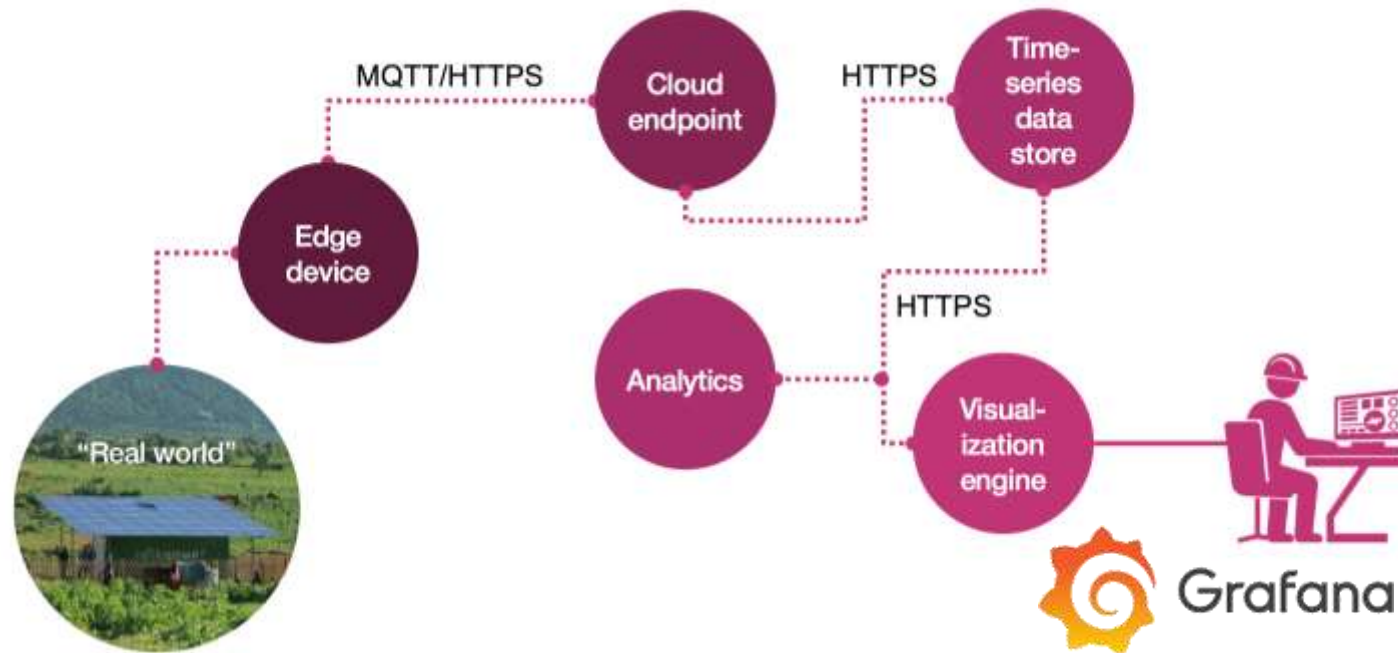 MQTT/HTTPS
Cloud
endpoint
HTTPS
Time-
series
data
store
Edge
device
HTTPS
Analytics
"Real world"
Visual-
ization
engine
Grafana